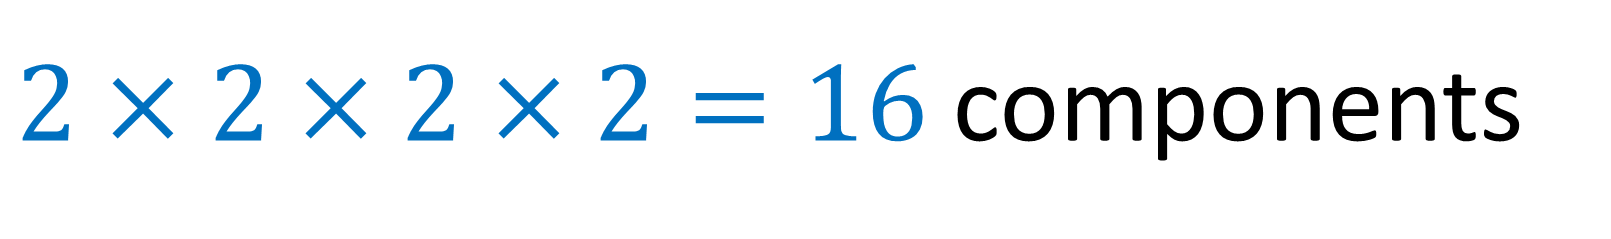 2 × 2 × 2 × 2 = 16 components